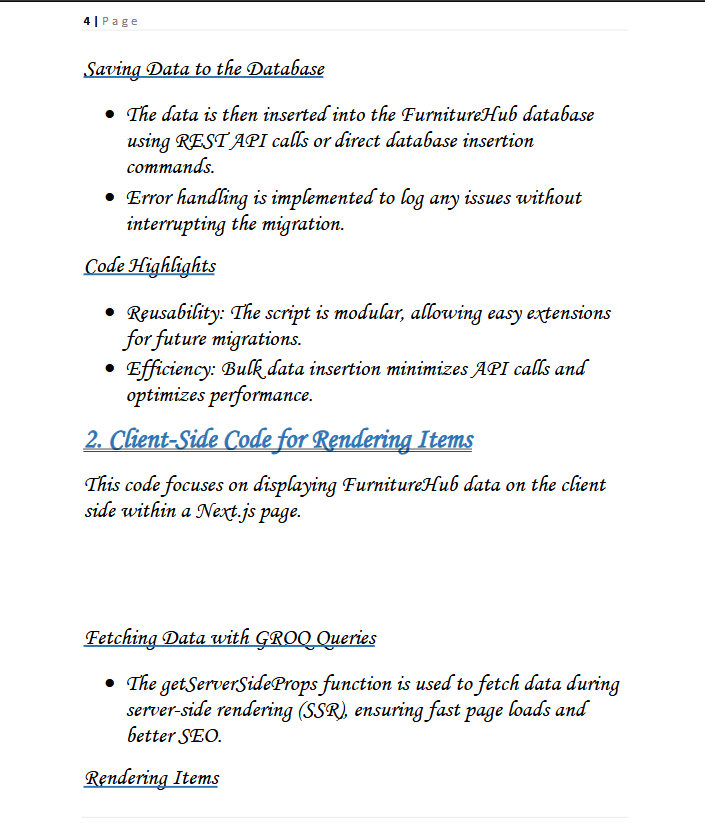 4 | Page
Saving Data to the Database
• The data is then inserted into the FurnitureHub database
using REST API calls or direct database insertion
commands.
• Error handling is implemented to log any issues without
interrupting the migration.
Code Highlights
• Reusability: The script is modular, allowing easy extensions
for future migrations.
• Efficiency: Bulk data insertion minimizes API calls and
optimizes performance.
2. Client-Side Code for Rendering Items
This code focuses on displaying FurnitureHub data on the client
side within a Next.js page.
Fetching Data with GROQ Queries
• The getServerSideProps function is used to fetch data during
server-side rendering (SSR), ensuring fast page loads and
better SEO.
Rendering Items